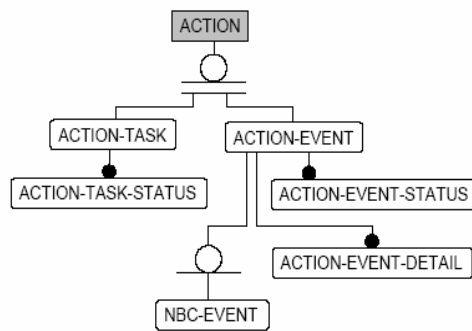 ACTION
ACTION-TASK
ACTION-EVENT
ACTION-TASK-STATUS
ACTION-EVENT-STATUS
ACTION-EVENT-DETAIL
NBC-EVENT